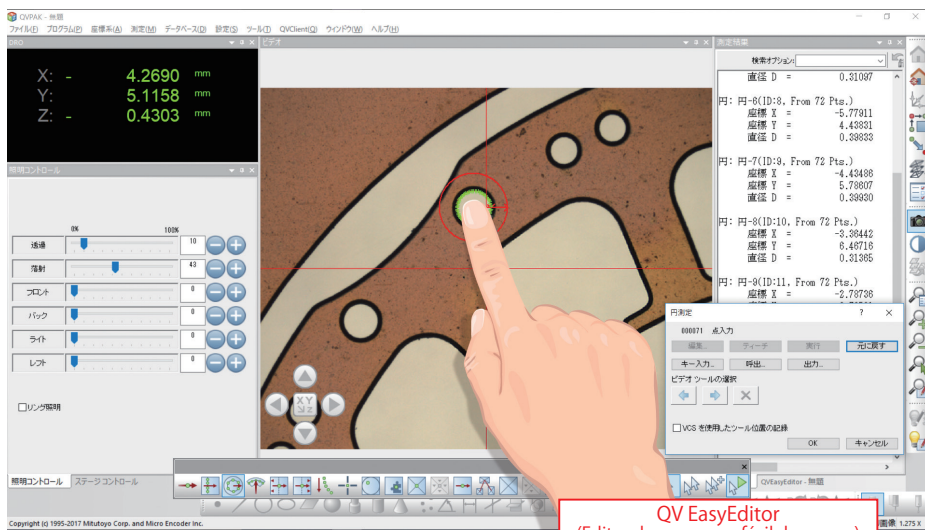 QVPAK - 無題
ファイル(F) プログラム(P) 座標系(A) 測定(M) データベース(D) 設定(S) ツール(T) QVClient(Q) ウィンドウ(W) ヘルプ(H)
DRO
ビデオ
測定結果
X: - 4.2690 mm
Y: 5.1158 mm
Z: - 0.4303 mm
検索オプション:
直径 D = 0.31097
円: 円-6(ID:8, From 72 Pts.)
座標 X = -5.77911
座標 Y = 4.43831
直径 D = 0.39833
円: 円-7(ID:9, From 72 Pts.)
座標 X = -4.43486
座標 Y = 5.78607
直径 D = 0.39930
円: 円-8(ID:10, From 72 Pts.)
座標 X = -3.36442
座標 Y = 6.46716
直径 D = 0.31365
円: 円-9(ID:11, From 72 Pts.)
座標 X = -2.78736
照明コントロール
0% 100%
透過 10
落射 43
フロント 0
バック 0
ライト 0
レフト 0
リング照明
XYZ
円測定 ? ×
000071 点入力
編集... ティーチ 実行 元に戻す
キー入力... 呼出... 出力...
ビデオ ツールの選択
VCS を使用したツール位置の記録
OK キャンセル
照明コントロール ステージコントロール
QVEasyEditor - 無題
QV EasyEditor
Copyright (c) 1995-2017 Mitutoyo Corp. and Micro Encoder Inc.
画像 1.275 X